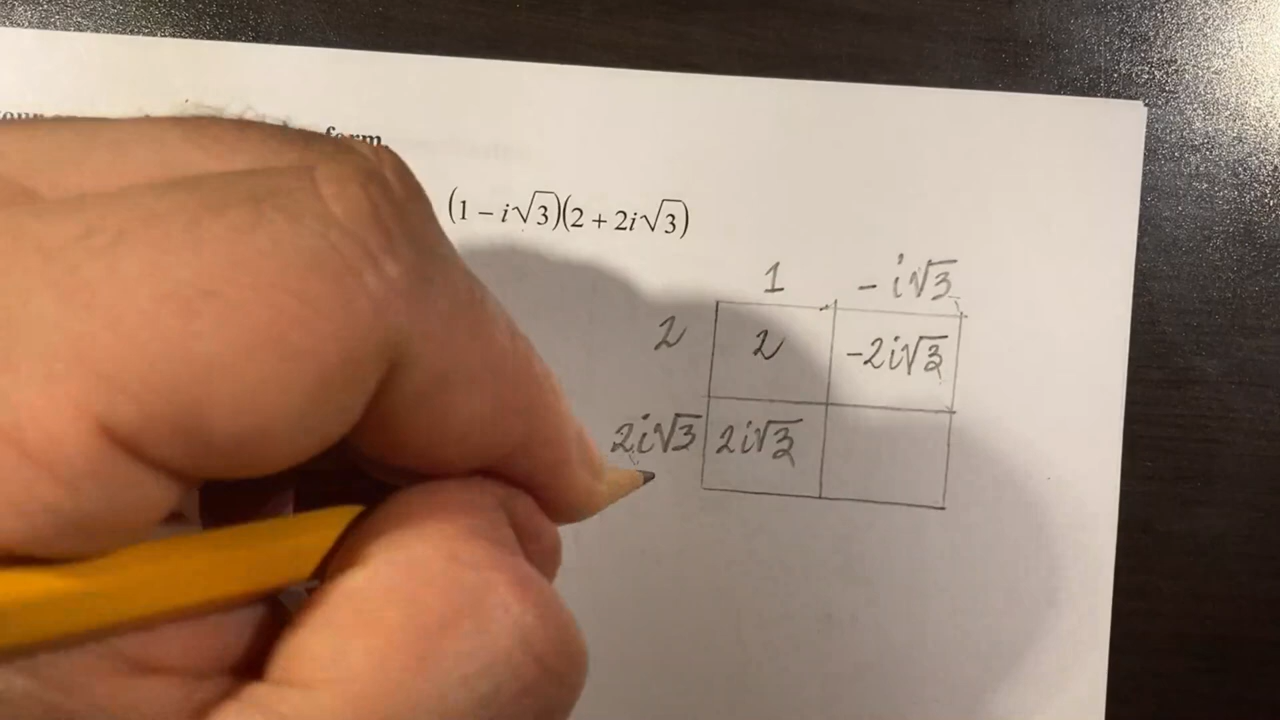 form.
(1 − i√3)(2 + 2i√3)
1 - i√3
2 2 -2i√3
2i√3 2i√3